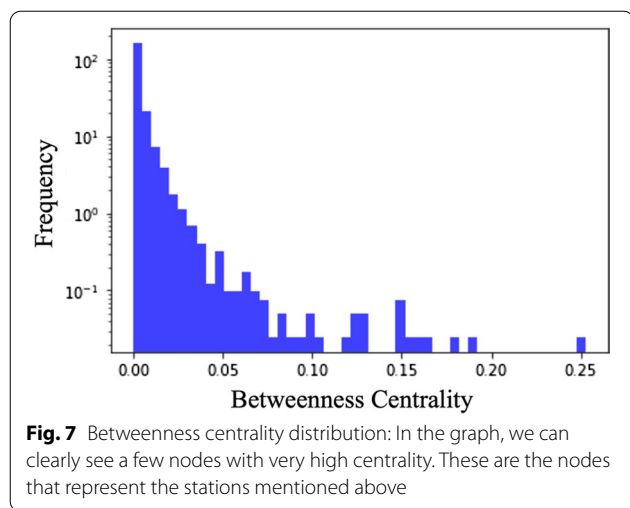 10²
10¹
10⁰
10⁻¹
Frequency
0.00 0.05 0.10 0.15 0.20 0.25
Betweenness Centrality
Fig. 7 Betweenness centrality distribution: In the graph, we can
clearly see a few nodes with very high centrality. These are the nodes
that represent the stations mentioned above